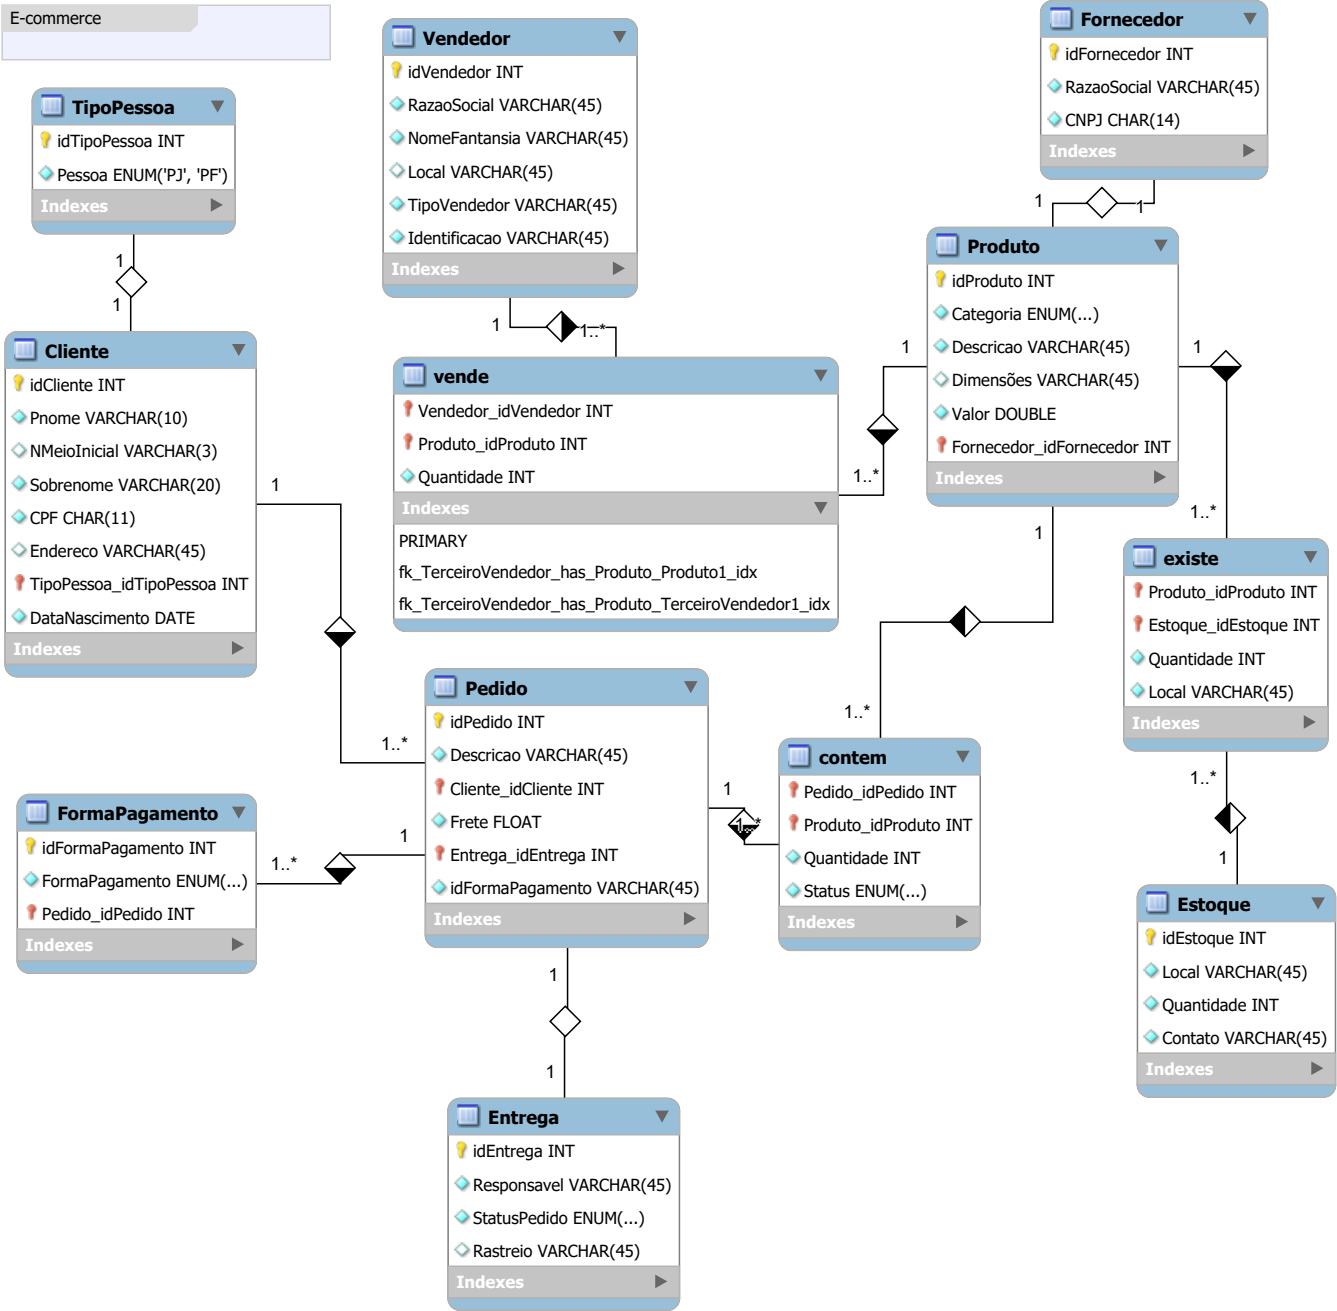 E-commerce
TipoPessoa
idTipoPessoa INT
Pessoa ENUM('PJ', 'PF')
Indexes
1
1
Vendedor
idVendedor INT
RazaoSocial VARCHAR(45)
NomeFantansia VARCHAR(45)
Local VARCHAR(45)
TipoVendedor VARCHAR(45)
Identificacao VARCHAR(45)
Indexes
1
1..*
Fornecedor
idFornecedor INT
RazaoSocial VARCHAR(45)
CNPJ CHAR(14)
Indexes
1
1
Cliente
idCliente INT
Pnome VARCHAR(10)
NMeioInicial VARCHAR(3)
Sobrenome VARCHAR(20)
CPF CHAR(11)
Endereco VARCHAR(45)
TipoPessoa_idTipoPessoa INT
DataNascimento DATE
Indexes
1
1..*
vende
Vendedor_idVendedor INT
Produto_idProduto INT
Quantidade INT
Indexes
PRIMARY
fk_TerceiroVendedor_has_Produto_Produto1_idx
fk_TerceiroVendedor_has_Produto_TerceiroVendedor1_idx
1
1..*
Produto
idProduto INT
Categoria ENUM(...)
Descricao VARCHAR(45)
Dimensões VARCHAR(45)
Valor DOUBLE
Fornecedor_idFornecedor INT
Indexes
1
1..*
1
1..*
existe
Produto_idProduto INT
Estoque_idEstoque INT
Quantidade INT
Local VARCHAR(45)
Indexes
1..*
1
Pedido
idPedido INT
Descricao VARCHAR(45)
Cliente_idCliente INT
Frete FLOAT
Entrega_idEntrega INT
idFormaPagamento VARCHAR(45)
Indexes
1
1..*
contem
Pedido_idPedido INT
Produto_idProduto INT
Quantidade INT
Status ENUM(...)
Indexes
FormaPagamento
idFormaPagamento INT
FormaPagamento ENUM(...)
Pedido_idPedido INT
Indexes
1..*
1
Estoque
idEstoque INT
Local VARCHAR(45)
Quantidade INT
Contato VARCHAR(45)
Indexes
1
1
Entrega
idEntrega INT
Responsavel VARCHAR(45)
StatusPedido ENUM(...)
Rastreio VARCHAR(45)
Indexes